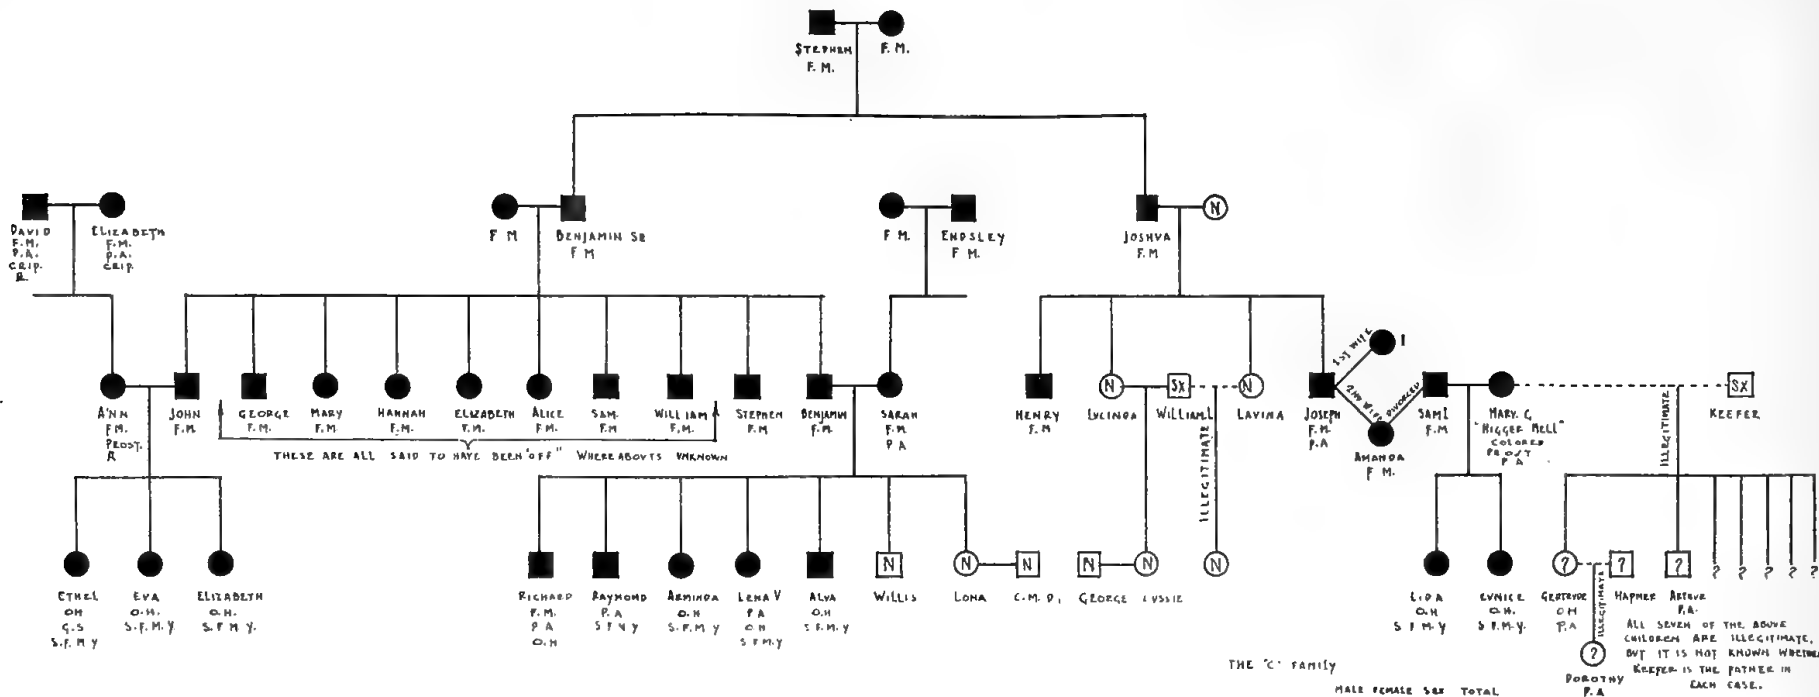 STEPHEN
F. M.
F. M.
DAVID
F. M.
P. A.
CRIP.
R.
ELIZABETH
F. M.
P. A.
CRIP.
F M
BENJAMIN SR
F M
F M.
ENDSLEY
F M.
JOSHUA
F. M
N
ANN
F M.
PROST.
R
JOHN
F. M.
GEORGE
F. M.
MARY
F. M.
HANNAH
F. M.
ELIZABETH
F. M.
ALICE
F. M.
SAM.
F. M
WILLIAM
F. M.
STEPHEN
F. M
BENJAMIN
F. M.
SARAH
F. M
P A
THESE ARE ALL SAID TO HAVE BEEN "OFF" WHEREABOUTS UNKNOWN
HENRY
F. M
N
LUCINDA
SX
WILLIAM L
N
LAVINA
ILLEGITIMATE
JOSEPH
F. M.
P. A
1ST WIFE
1
2ND WIFE
DIVORCED
AMANDA
F M.
SAM I
F. M
MARY. C,
"NIGGER NELL"
COLORED
PROST
P A
SX
KEEFER
ILLEGITIMATE
ETHEL
OH
G. S
S. F. M Y
EVA
O. H.
S. F. M. Y.
ELIZABETH
O. H.
S. F M Y.
RICHARD
F. M.
P A
O. H
RAYMOND
P. A
S F M Y
ARMINDA
O. H
S. F. M Y
LENA V
P A
O H
S F. M. Y
ALVA
O. H
S F. M. Y
N
WILLIS
N
LONA
N
C. M. D.
N
GEORGE
N
LUSSIE
N
LIDA
O. H
S F M. Y
EUNICE
O. H.
S F. M. Y.
?
GERTRUDE
O H
P. A
?
HAPNER
ILLEGITIMATE
?
DOROTHY
P. A
?
ARTHUR
P. A.
? ? ? ? ?
ALL SEVEN OF THE ABOVE
CHILDREN ARE ILLEGITIMATE,
BUT IT IS NOT KNOWN WHETHER
KEEFER IS THE FATHER IN
EACH CASE.
THE "C" FAMILY
MALE FEMALE SEX TOTAL